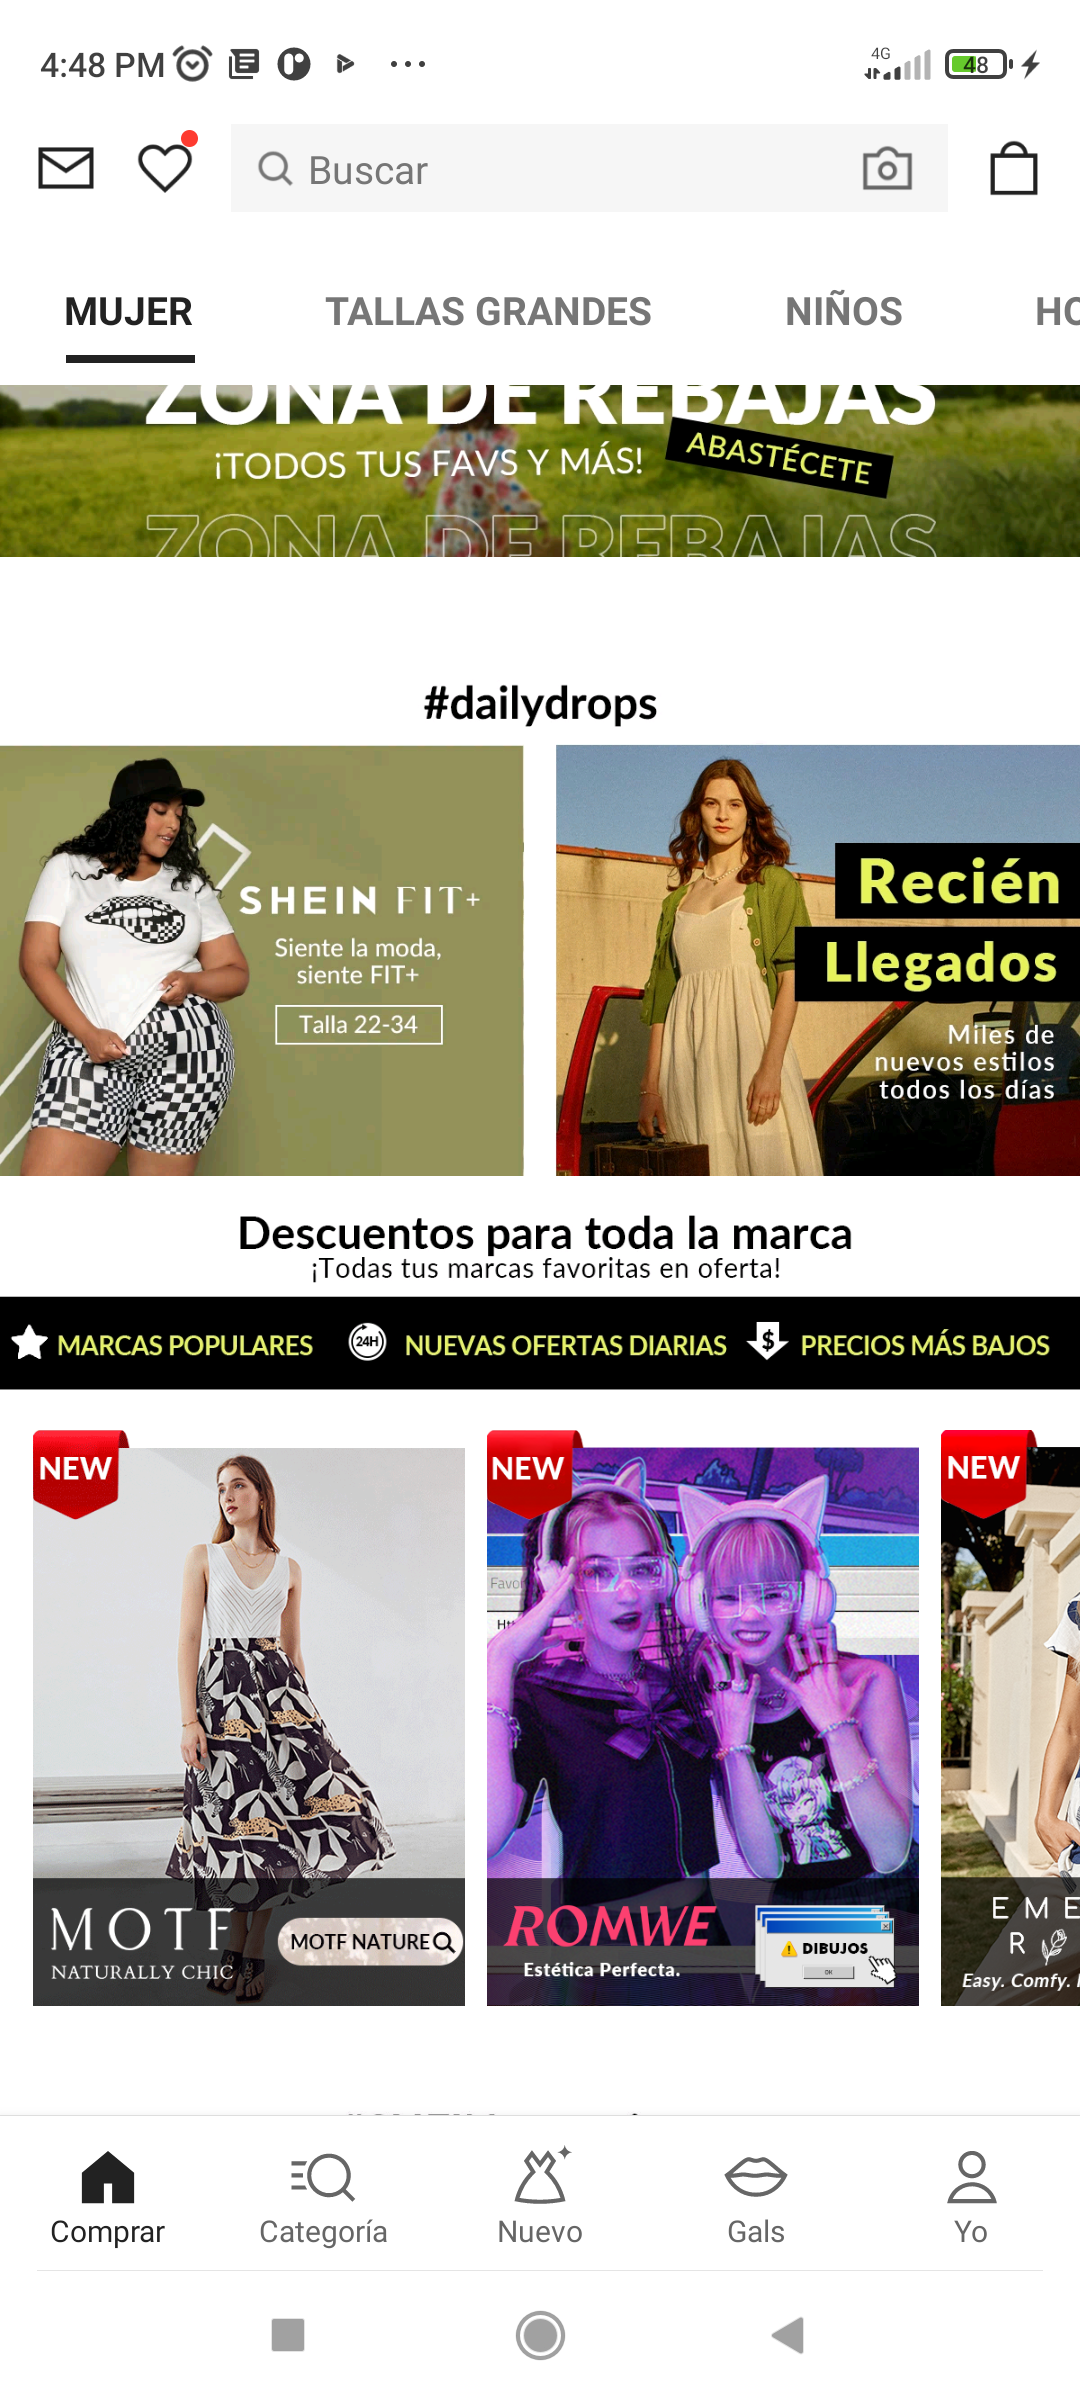 4:48 PM
4G
48
Buscar
MUJER
TALLAS GRANDES
NIÑOS
ZONA DE REBAJAS
¡TODOS TUS FAVS Y MÁS!
ABASTÉCETE
ZONA DE REBAJAS
#dailydrops
SHEIN FIT+
Siente la moda,
siente FIT+
Talla 22-34
Recién
Llegados
Miles de
nuevos estilos
todos los días
Descuentos para toda la marca
¡Todas tus marcas favoritas en oferta!
MARCAS POPULARES
24H
NUEVAS OFERTAS DIARIAS
$
PRECIOS MÁS BAJOS
NEW
MOTF
NATURALLY CHIC
MOTF NATURE
NEW
ROMWE
Estética Perfecta.
DIBUJOS
OK
NEW
EME
R
Easy. Comfy.
Comprar
Categoría
Nuevo
Gals
Yo